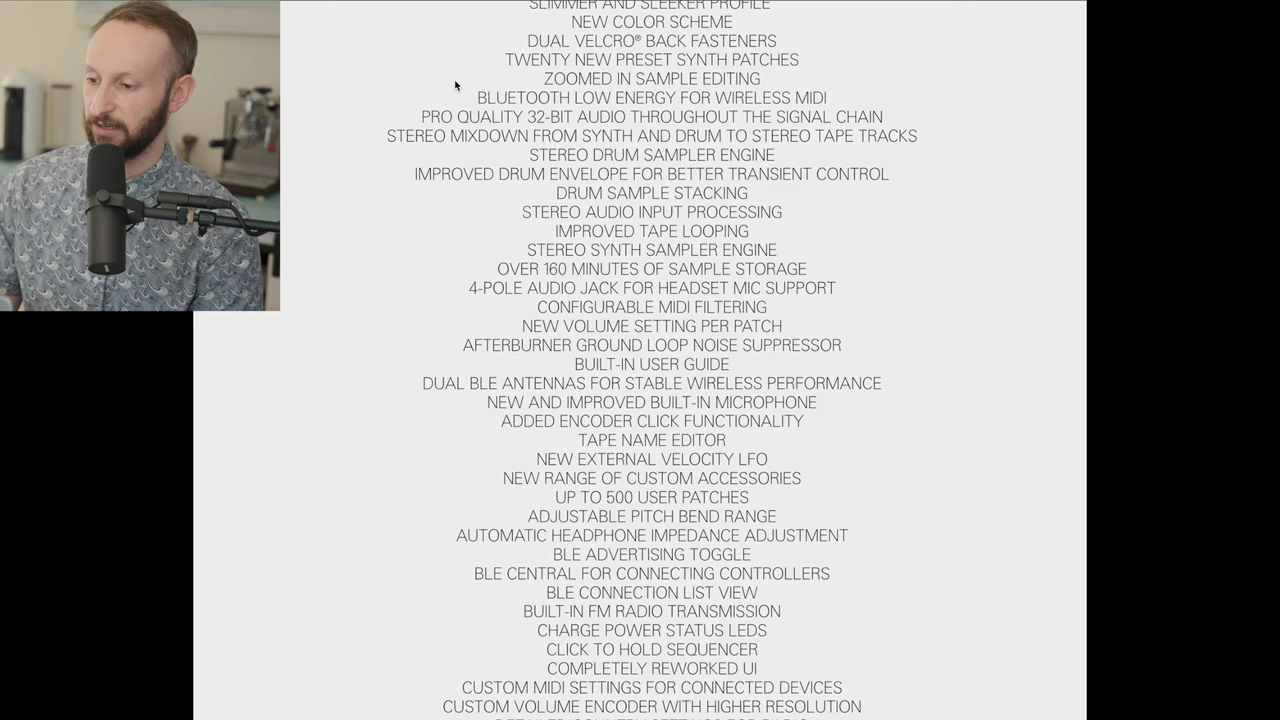 SLIMMER AND SLEEKER PROFILE
NEW COLOR SCHEME
DUAL VELCRO® BACK FASTENERS
TWENTY NEW PRESET SYNTH PATCHES
ZOOMED IN SAMPLE EDITING
BLUETOOTH LOW ENERGY FOR WIRELESS MIDI
PRO QUALITY 32-BIT AUDIO THROUGHOUT THE SIGNAL CHAIN
STEREO MIXDOWN FROM SYNTH AND DRUM TO STEREO TAPE TRACKS
STEREO DRUM SAMPLER ENGINE
IMPROVED DRUM ENVELOPE FOR BETTER TRANSIENT CONTROL
DRUM SAMPLE STACKING
STEREO AUDIO INPUT PROCESSING
IMPROVED TAPE LOOPING
STEREO SYNTH SAMPLER ENGINE
OVER 160 MINUTES OF SAMPLE STORAGE
4-POLE AUDIO JACK FOR HEADSET MIC SUPPORT
CONFIGURABLE MIDI FILTERING
NEW VOLUME SETTING PER PATCH
AFTERBURNER GROUND LOOP NOISE SUPPRESSOR
BUILT-IN USER GUIDE
DUAL BLE ANTENNAS FOR STABLE WIRELESS PERFORMANCE
NEW AND IMPROVED BUILT-IN MICROPHONE
ADDED ENCODER CLICK FUNCTIONALITY
TAPE NAME EDITOR
NEW EXTERNAL VELOCITY LFO
NEW RANGE OF CUSTOM ACCESSORIES
UP TO 500 USER PATCHES
ADJUSTABLE PITCH BEND RANGE
AUTOMATIC HEADPHONE IMPEDANCE ADJUSTMENT
BLE ADVERTISING TOGGLE
BLE CENTRAL FOR CONNECTING CONTROLLERS
BLE CONNECTION LIST VIEW
BUILT-IN FM RADIO TRANSMISSION
CHARGE POWER STATUS LEDS
CLICK TO HOLD SEQUENCER
COMPLETELY REWORKED UI
CUSTOM MIDI SETTINGS FOR CONNECTED DEVICES
CUSTOM VOLUME ENCODER WITH HIGHER RESOLUTION